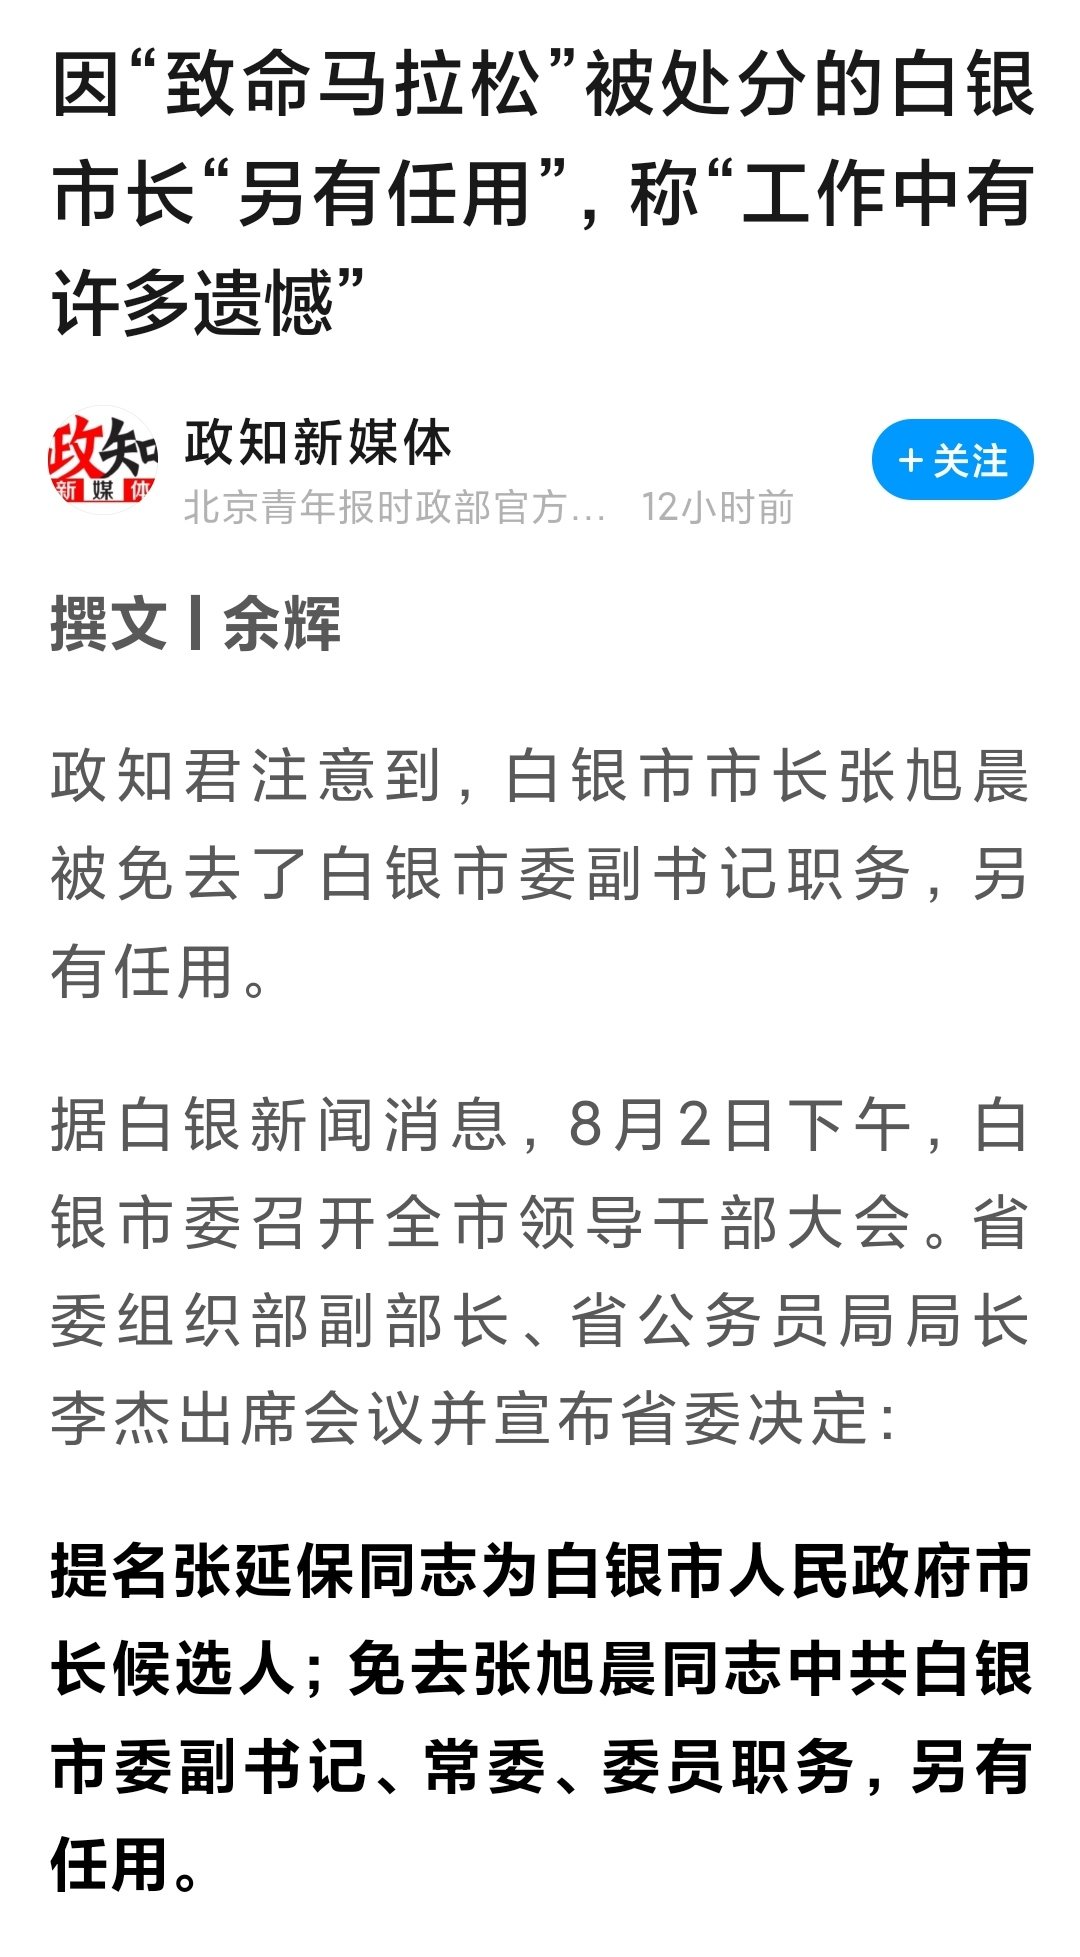 因“致命马拉松”被处分的白银
市长“另有任用”，称“工作中有
许多遗憾”
政知新媒体
政知
新媒体
北京青年报时政部官方... 12小时前
+关注
撰文 | 余辉
政知君注意到，白银市市长张旭晨
被免去了白银市委副书记职务，另
有任用。
据白银新闻消息，8月2日下午，白
银市委召开全市领导干部大会。省
委组织部副部长、省公务员局局长
李杰出席会议并宣布省委决定：
提名张延保同志为白银市人民政府市
长候选人；免去张旭晨同志中共白银
市委副书记、常委、委员职务，另有
任用。